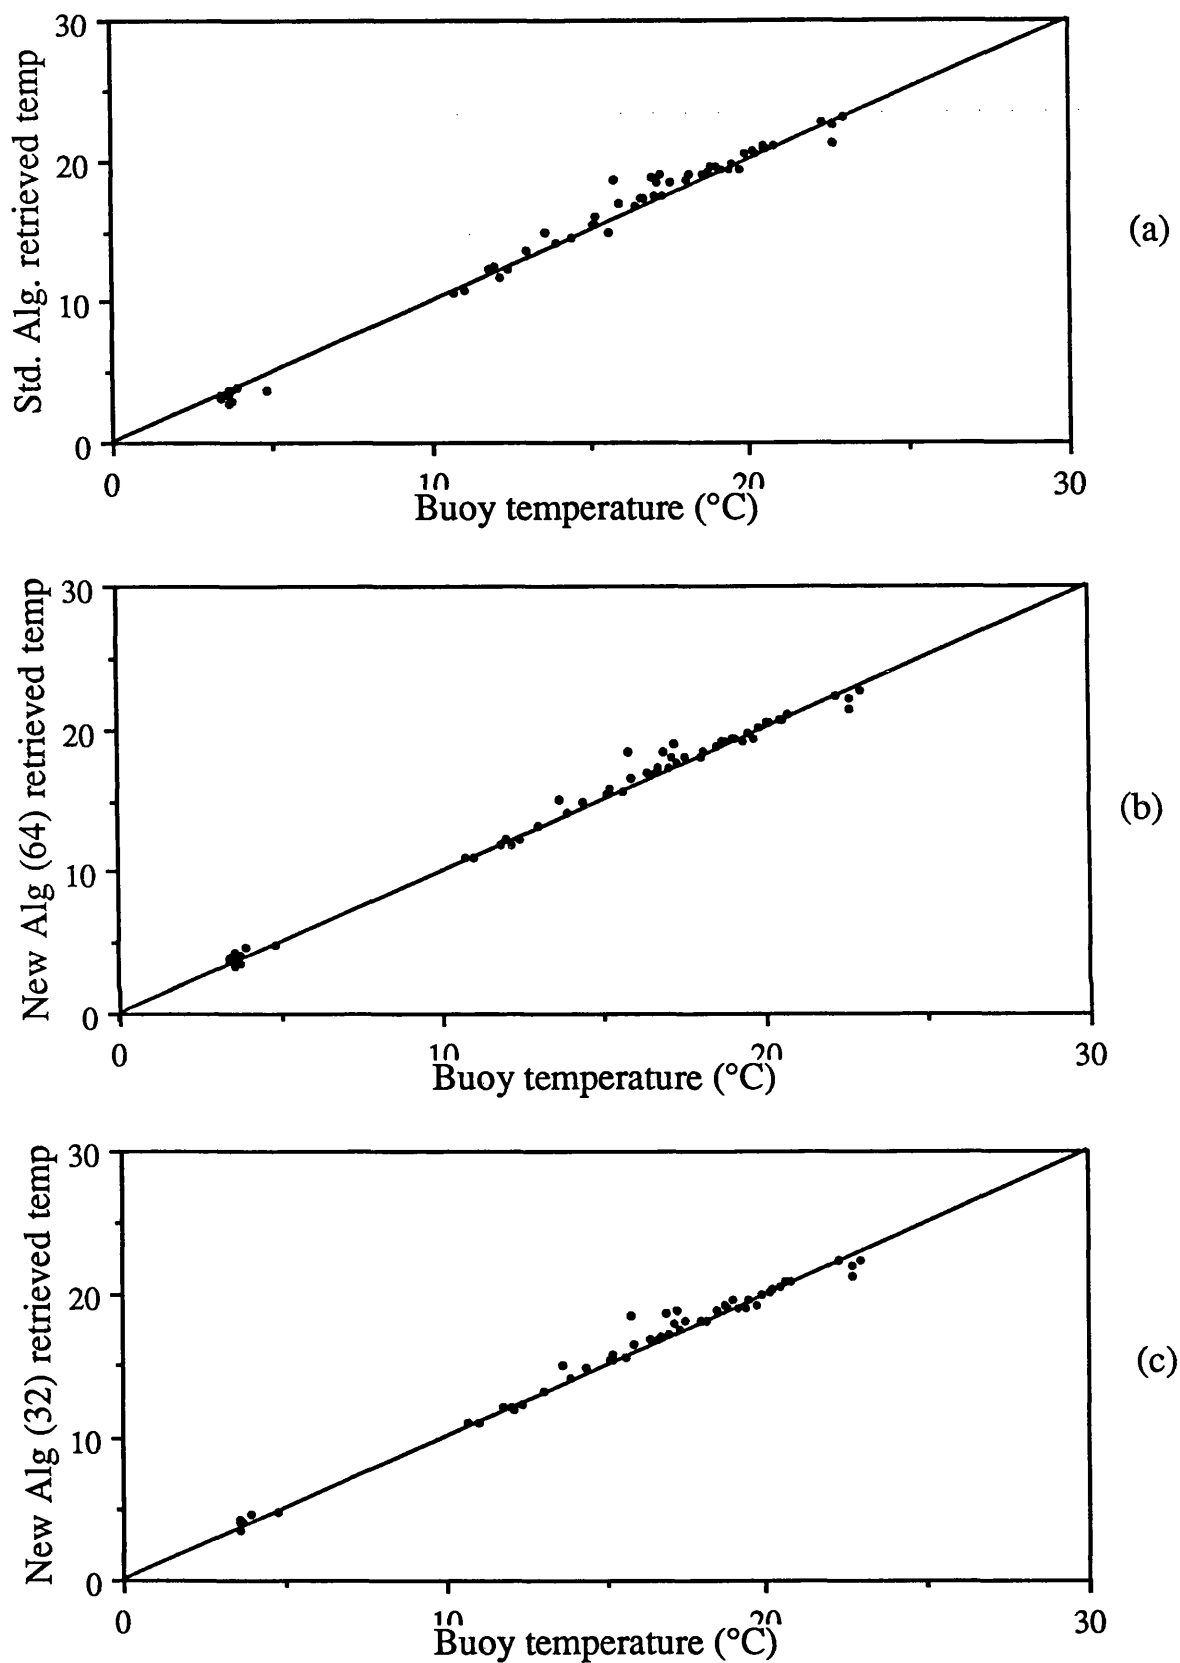 Std. Alg. retrieved temp
30
20
10
0
0 10 20 30
Buoy temperature (°C)
(a)
New Alg (64) retrieved temp
30
20
10
0
0 10 20 30
Buoy temperature (°C)
(b)
New Alg (32) retrieved temp
30
20
10
0
0 10 20 30
Buoy temperature (°C)
(c)